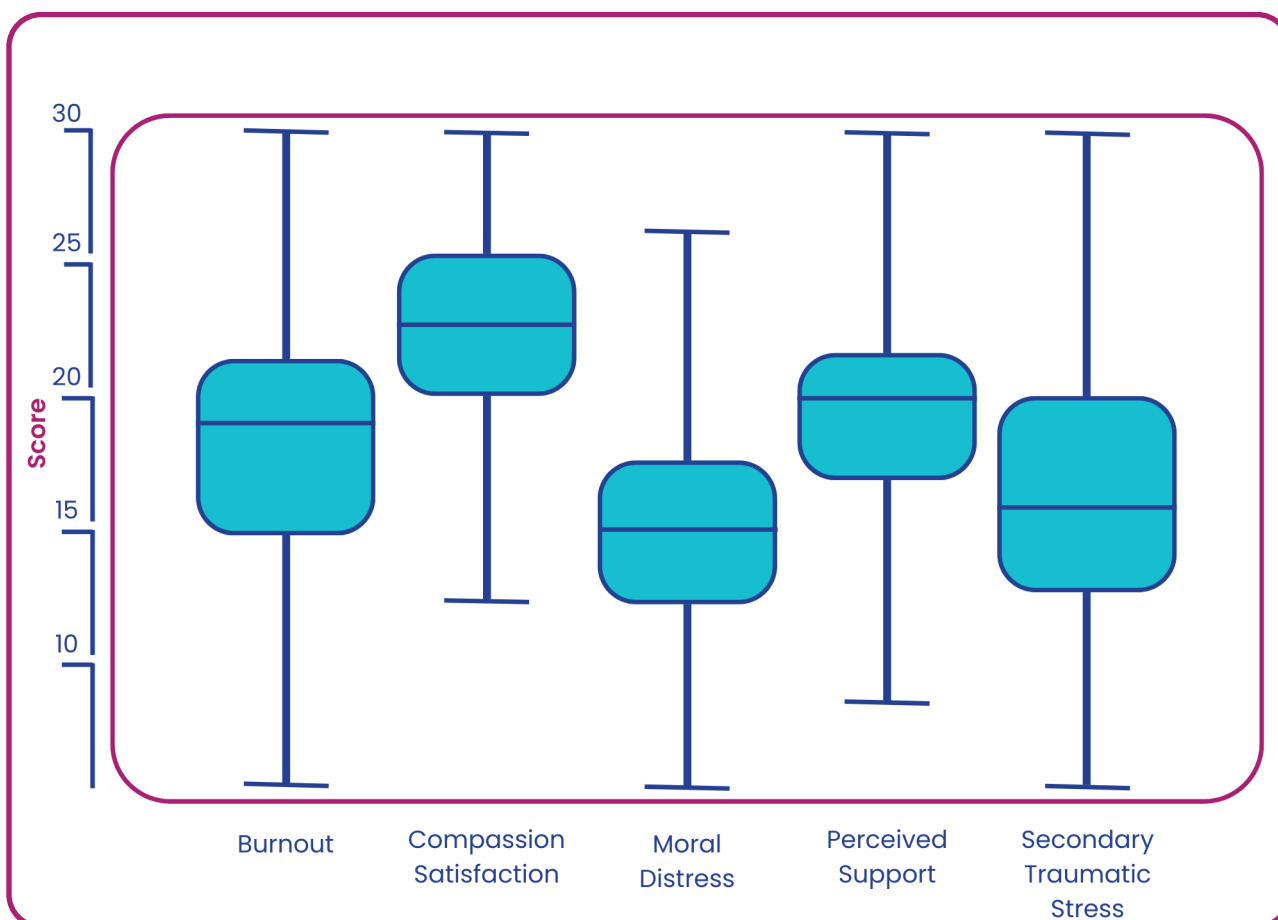 30
25
20
15
10
Score
Burnout
Compassion
Satisfaction
Moral
Distress
Perceived
Support
Secondary
Traumatic
Stress